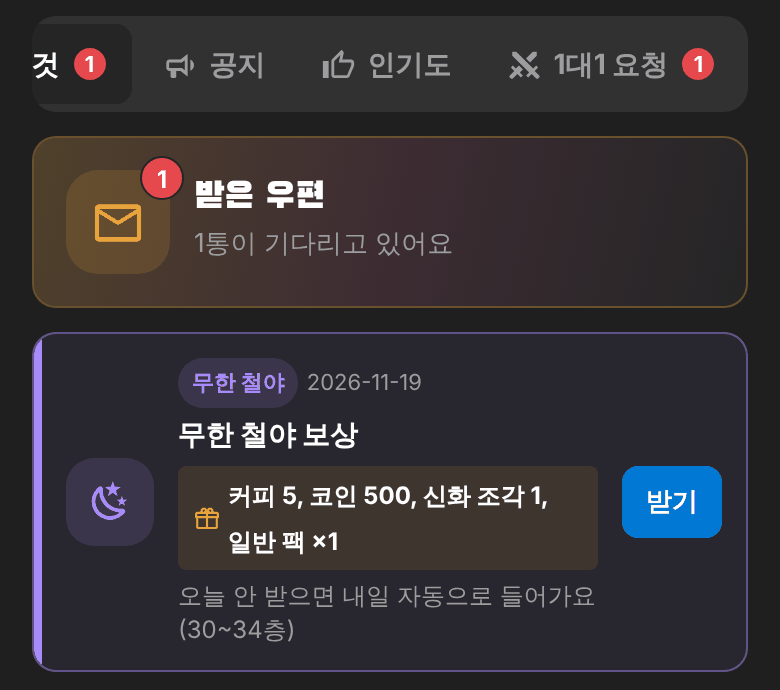 것 1 공지 인기도 1대1 요청 1
1
받은 우편
1통이 기다리고 있어요
무한 철야 2026-11-19
무한 철야 보상
커피 5, 코인 500, 신화 조각 1,
일반 팩 ×1
받기
오늘 안 받으면 내일 자동으로 들어가요
(30~34층)